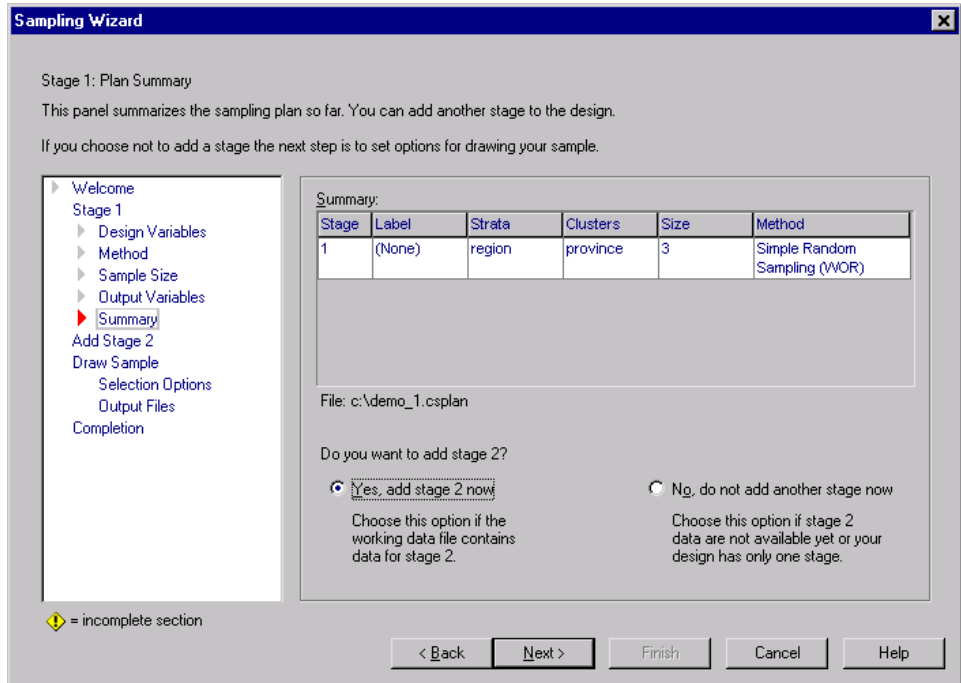 Sampling Wizard
Stage 1: Plan Summary
This panel summarizes the sampling plan so far. You can add another stage to the design.
If you choose not to add a stage the next step is to set options for drawing your sample.
Welcome
Stage 1
Design Variables
Method
Sample Size
Output Variables
Summary
Add Stage 2
Draw Sample
Selection Options
Output Files
Completion
= incomplete section
Summary:
Stage Label Strata Clusters Size Method
1 (None) region province 3 Simple Random
Sampling (WOR)
File: c:\demo_1.csplan
Do you want to add stage 2?
Yes, add stage 2 now
Choose this option if the
working data file contains
data for stage 2.
No, do not add another stage now
Choose this option if stage 2
data are not available yet or your
design has only one stage.
< Back Next > Finish Cancel Help